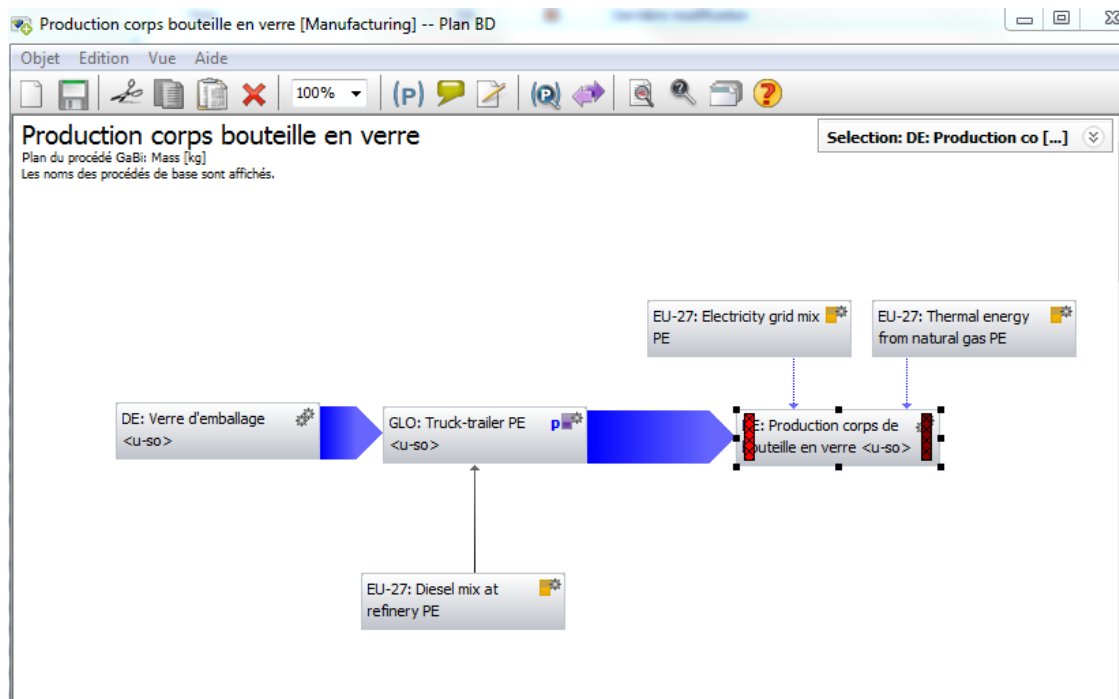 Production corps bouteille en verre [Manufacturing] -- Plan BD
Objet Edition Vue Aide
100% (P)
Production corps bouteille en verre
Plan du procédé GaBi: Mass [kg]
Les noms des procédés de base sont affichés.
Selection: DE: Production co [...]
EU-27: Electricity grid mix
PE
EU-27: Thermal energy
from natural gas PE
DE: Verre d'emballage
<u-so>
GLO: Truck-trailer PE p
<u-so>
DE: Production corps de
bouteille en verre <u-so>
EU-27: Diesel mix at
refinery PE